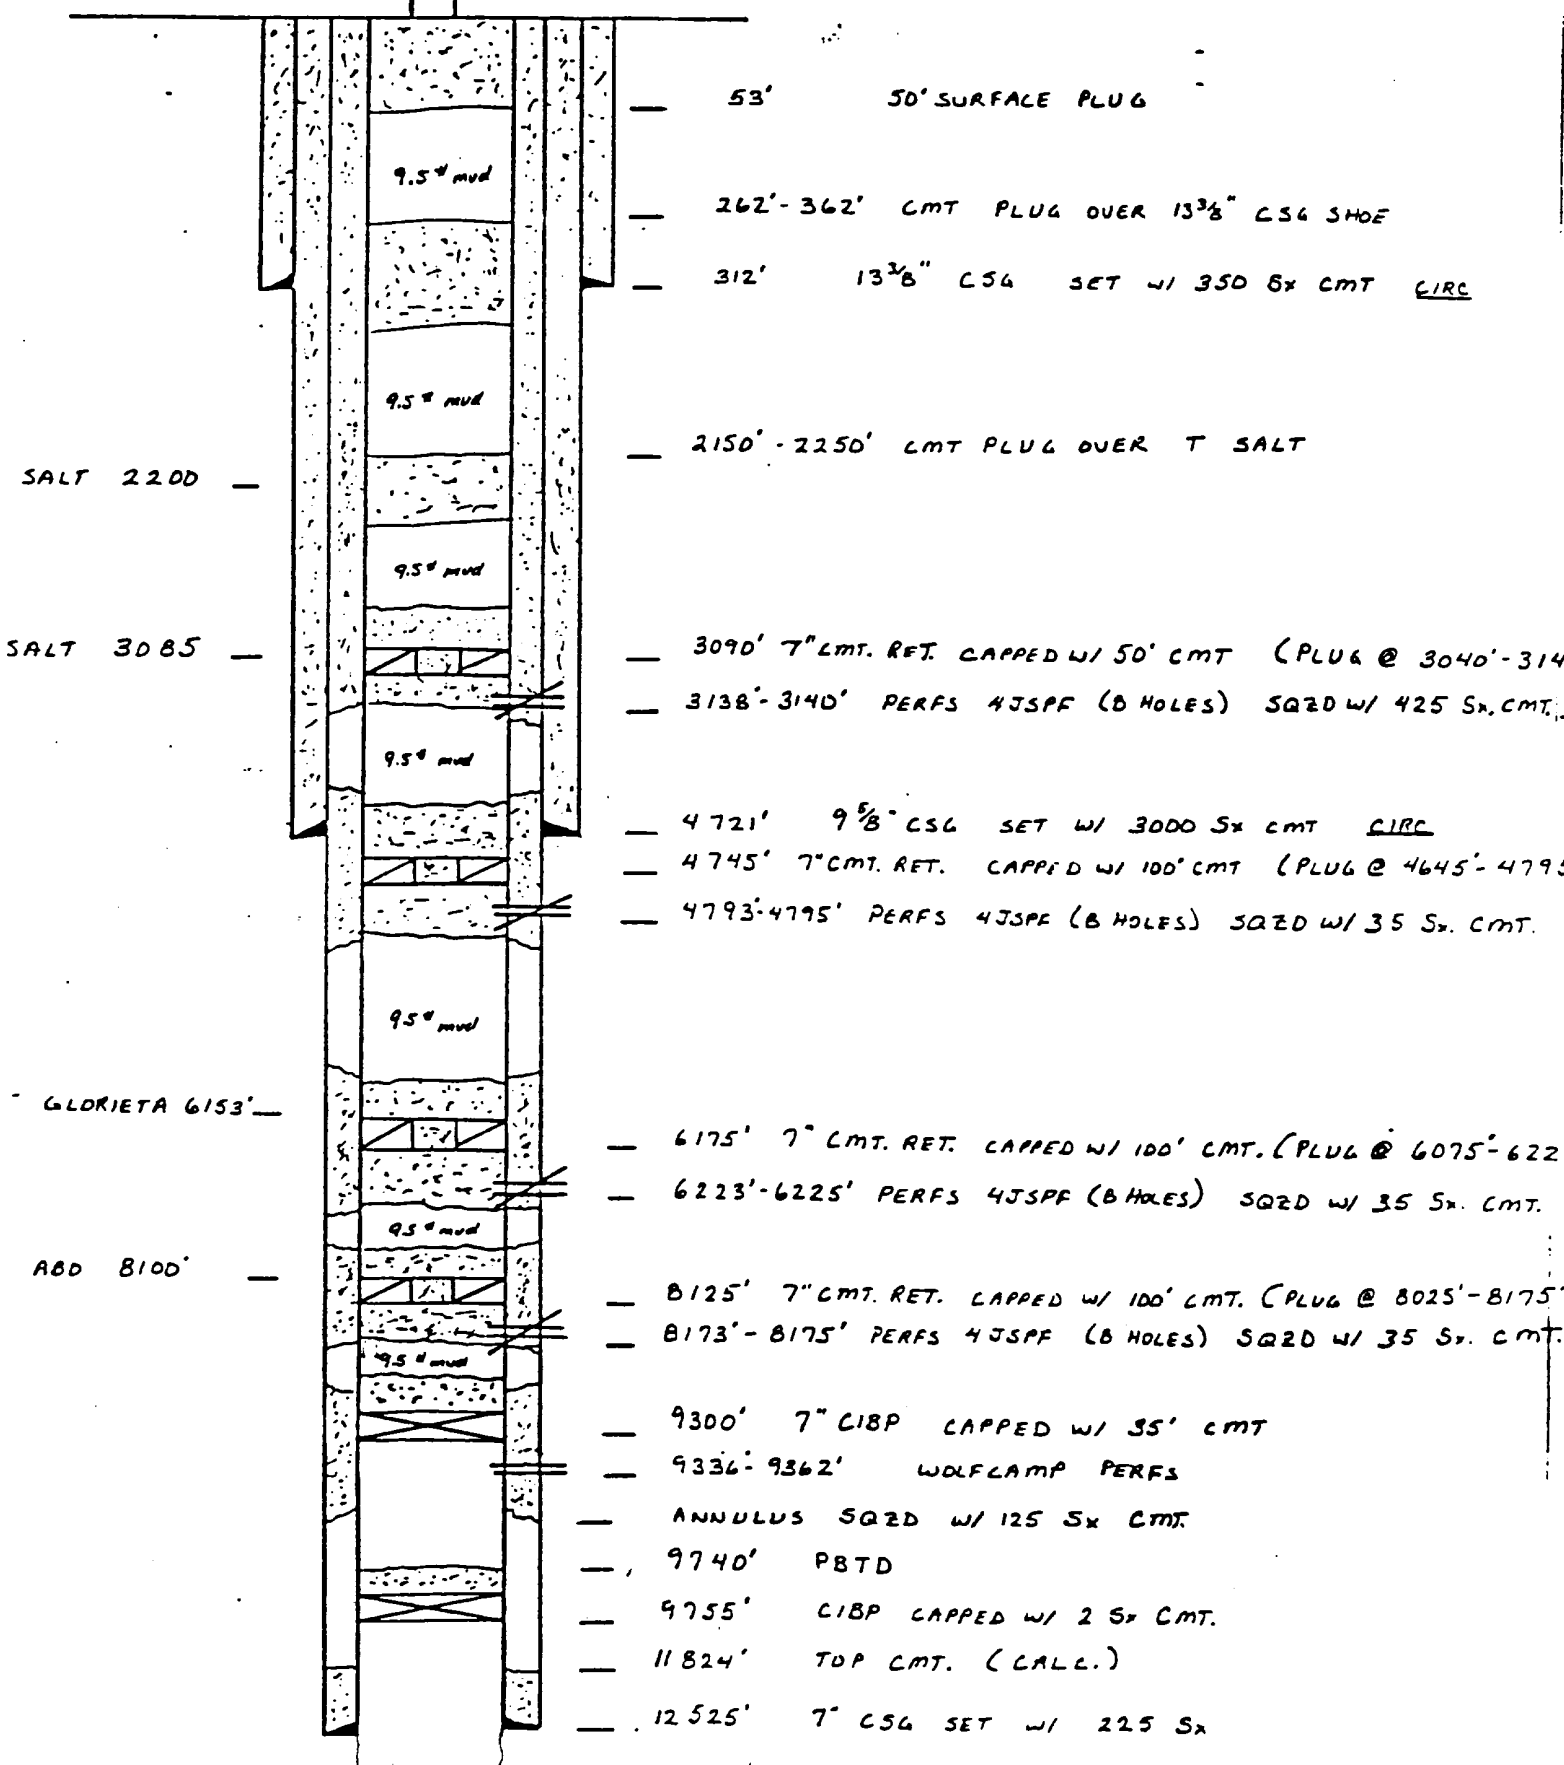 53' 50' SURFACE PLUG
9.5# mud
262'-362' CMT PLUG OVER 13 3/8" CSG SHOE
312' 13 3/8" CSG SET W/ 350 SX CMT CIRC
9.5# mud
2150'-2250' CMT PLUG OVER T SALT
SALT 2200
9.5# mud
SALT 3085
3090' 7" CMT. RET. CAPPED W/ 50' CMT (PLUG @ 3040'-314
3138'-3140' PERFS 4JSPF (8 HOLES) SQZD W/ 425 SX. CMT.
9.5# mud
4721' 9 5/8" CSG SET W/ 3000 SX CMT CIRC
4745' 7" CMT. RET. CAPPED W/ 100' CMT (PLUG @ 4645'-4795
4793'-4795' PERFS 4JSPF (8 HOLES) SQZD W/ 35 SX. CMT.
9.5# mud
GLORIETA 6153'
6175' 7" CMT. RET. CAPPED W/ 100' CMT. (PLUG @ 6075'-622
6223'-6225' PERFS 4JSPF (8 HOLES) SQZD W/ 35 SX. CMT.
9.5# mud
ABO 8100'
8125' 7" CMT. RET. CAPPED W/ 100' CMT. (PLUG @ 8025'-8175'
8173'-8175' PERFS 4JSPF (8 HOLES) SQZD W/ 35 SX. CMT.
9.5# mud
9300' 7" CIBP CAPPED W/ 35' CMT
9336'-9362' WOLFCAMP PERFS
ANNULUS SQZD W/ 125 SX CMT.
9740' PBTD
9755' CIBP CAPPED W/ 2 SX CMT.
11824' TOP CMT. (CALC.)
12525' 7" CSG SET W/ 225 SX